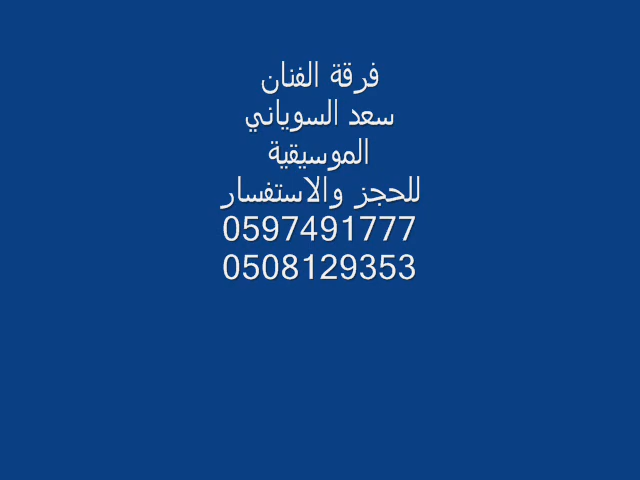 فرقة الفنان
سعد السوياني
الموسيقية
للحجز والاستفسار
0597491777
0508129353